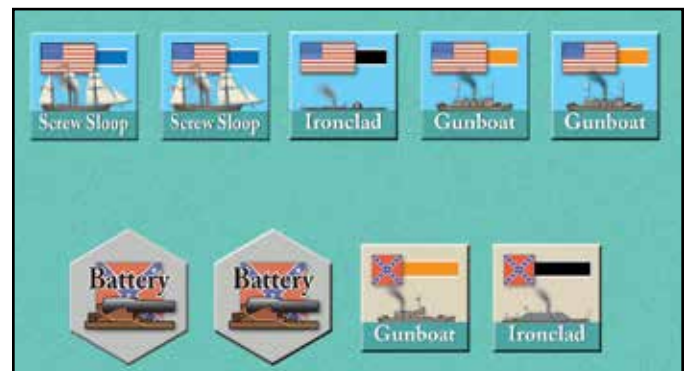 Screw Sloop
Screw Sloop
Ironclad
Gunboat
Gunboat
Battery
Battery
Gunboat
Ironclad